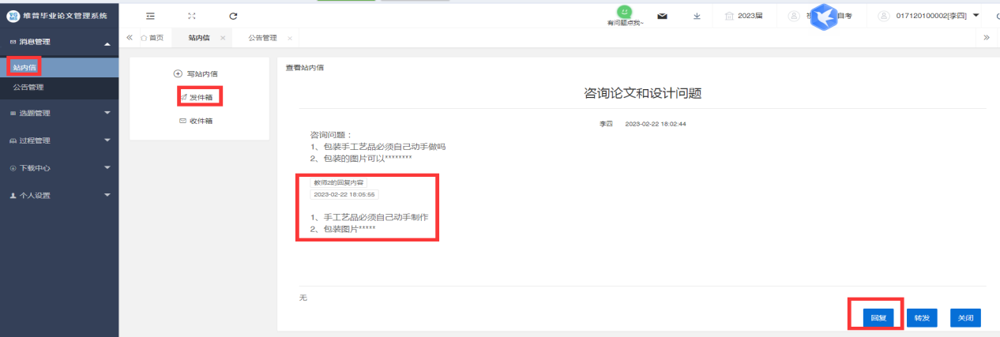 维普毕业论文管理系统
有问题点我~
2023届
自考
017120100002[李四]
消息管理
站内信
公告管理
选题管理
过程管理
下载中心
个人设置
首页
站内信
公告管理
写站内信
发件箱
收件箱
查看站内信
咨询论文和设计问题
李四 2023-02-22 18:02:44
咨询问题：
1、包装手工艺品必须自己动手做吗
2、包装的图片可以********
教师2的回复内容
2023-02-22 18:05:55
1、手工艺品必须自己动手制作
2、包装图片*****
无
回复
转发
关闭